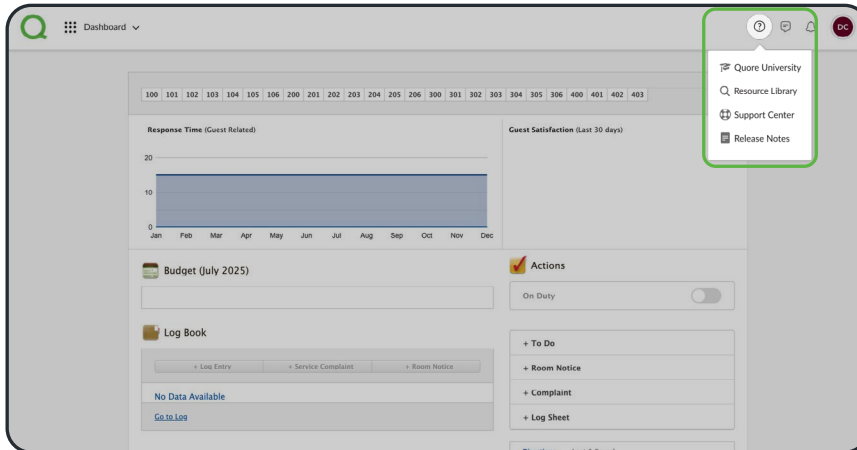 Dashboard
?
DC
Quore University
Resource Library
Support Center
Release Notes
100 101 102 103 104 105 106 200 201 202 203 204 205 206 300 301 302 303 304 305 306 400 401 402 403
Response Time (Guest Related)
20
10
0
Jan Feb Mar Apr May Jun Jul Aug Sep Oct Nov Dec
Guest Satisfaction (Last 30 days)
Budget (July 2025)
Log Book
+ Log Entry + Service Complaint + Room Notice
No Data Available
Go to Log
Actions
On Duty
+ To Do
+ Room Notice
+ Complaint
+ Log Sheet